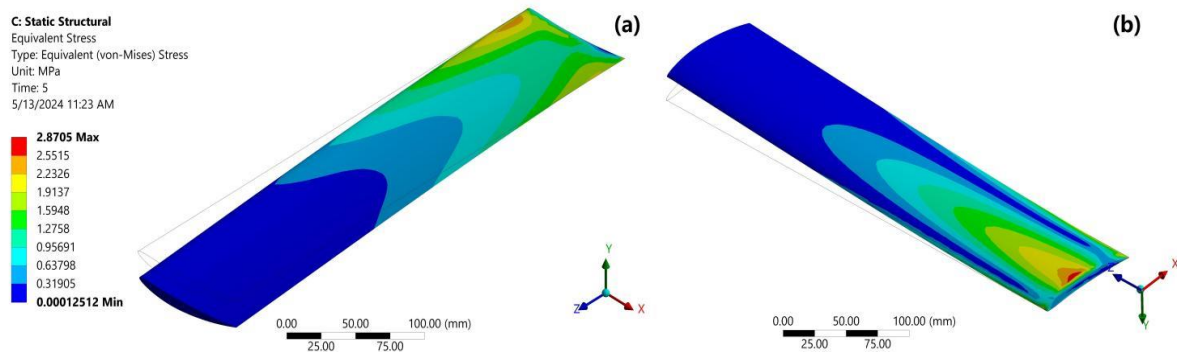 C: Static Structural
Equivalent Stress
Type: Equivalent (von-Mises) Stress
Unit: MPa
Time: 5
5/13/2024 11:23 AM
2.8705 Max
2.5515
2.2326
1.9137
1.5948
1.2758
0.95691
0.63798
0.31905
0.00012512 Min
(a)
Y
Z
X
0.00 50.00 100.00 (mm)
25.00 75.00
(b)
Z
X
Y
0.00 50.00 100.00 (mm)
25.00 75.00